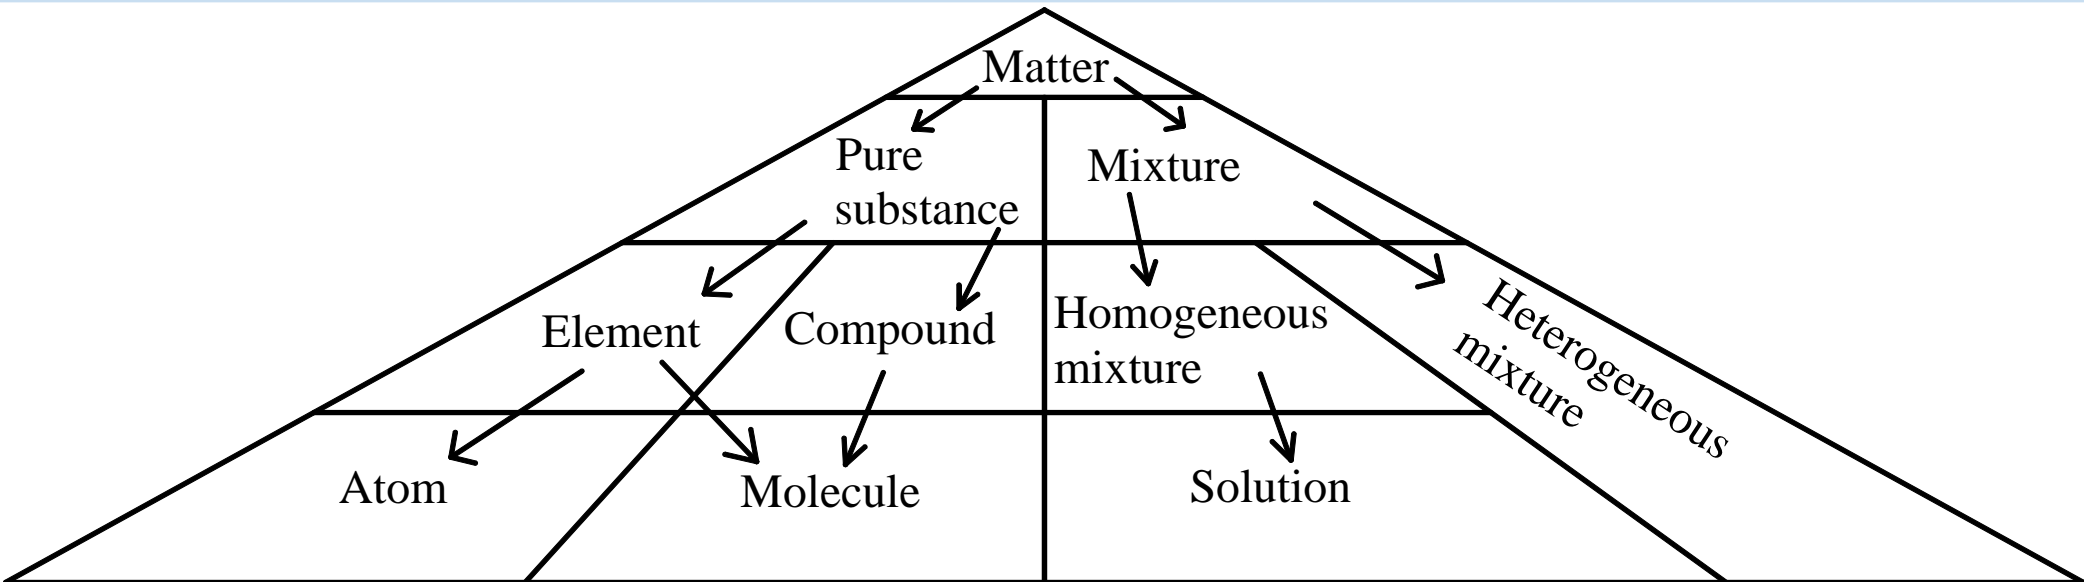 Matter
Pure
substance
Mixture
Element
Compound
Homogeneous
mixture
Heterogeneous
mixture
Atom
Molecule
Solution